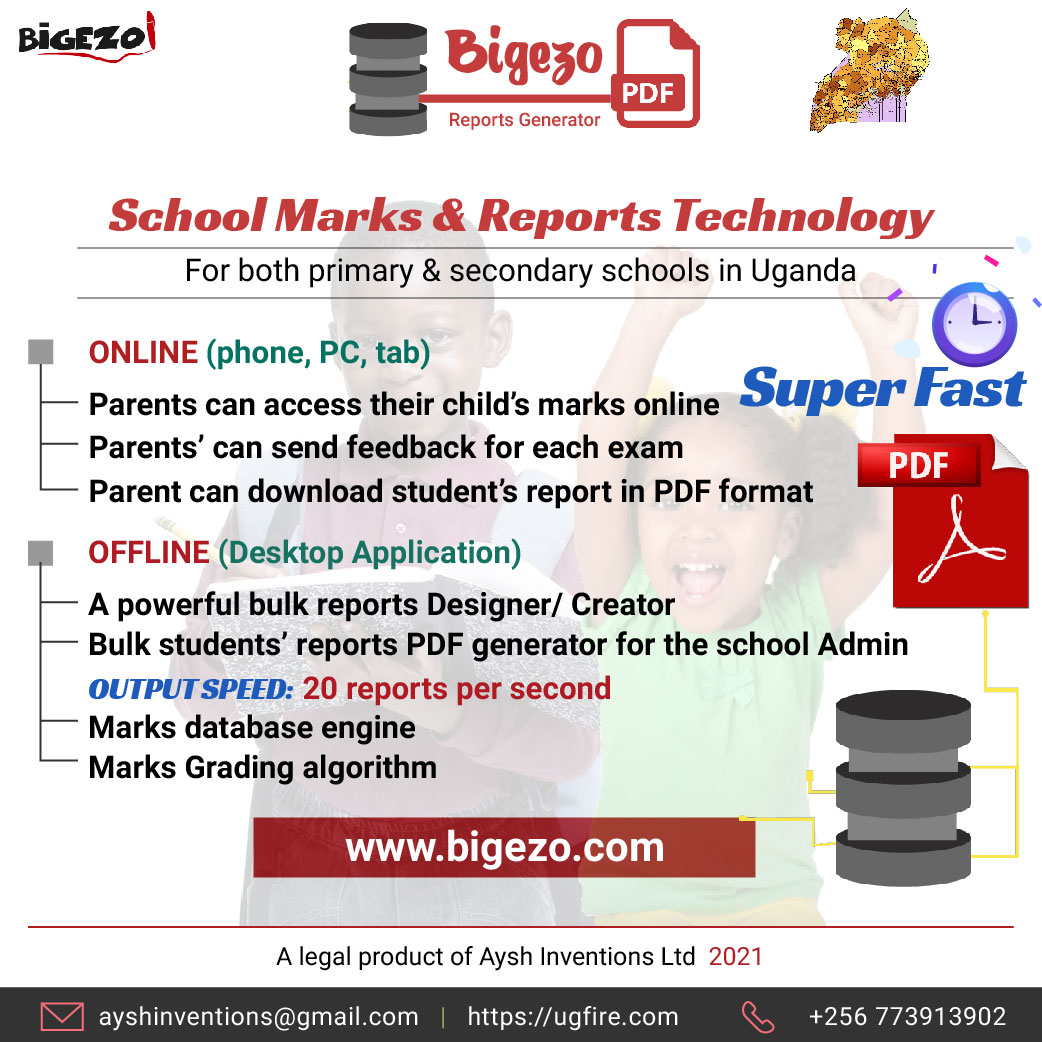 BiGEZO
Bigezo
PDF
Reports Generator
School Marks & Reports Technology
For both primary & secondary schools in Uganda
ONLINE (phone, PC, tab)
Parents can access their child’s marks online
Parents’ can send feedback for each exam
Parent can download student’s report in PDF format
Super Fast
PDF
OFFLINE (Desktop Application)
A powerful bulk reports Designer/ Creator
Bulk students’ reports PDF generator for the school Admin
OUTPUT SPEED: 20 reports per second
Marks database engine
Marks Grading algorithm
www.bigezo.com
A legal product of Aysh Inventions Ltd 2021
ayshinventions@gmail.com | https://ugfire.com +256 773913902